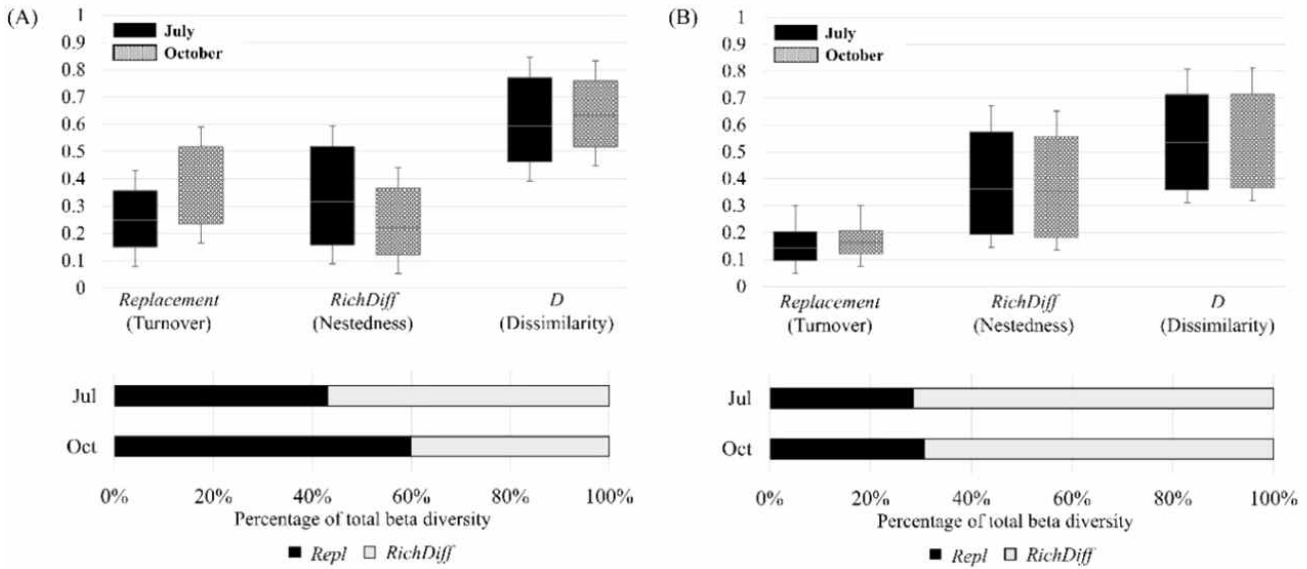 (A)
1
0.9
0.8
0.7
0.6
0.5
0.4
0.3
0.2
0.1
0
July
October
Replacement
(Turnover)
RichDiff
(Nestedness)
D
(Dissimilarity)
Jul
Oct
0% 20% 40% 60% 80% 100%
Percentage of total beta diversity
Repl RichDiff
(B)
1
0.9
0.8
0.7
0.6
0.5
0.4
0.3
0.2
0.1
0
July
October
Replacement
(Turnover)
RichDiff
(Nestedness)
D
(Dissimilarity)
Jul
Oct
0% 20% 40% 60% 80% 100%
Percentage of total beta diversity
Repl RichDiff